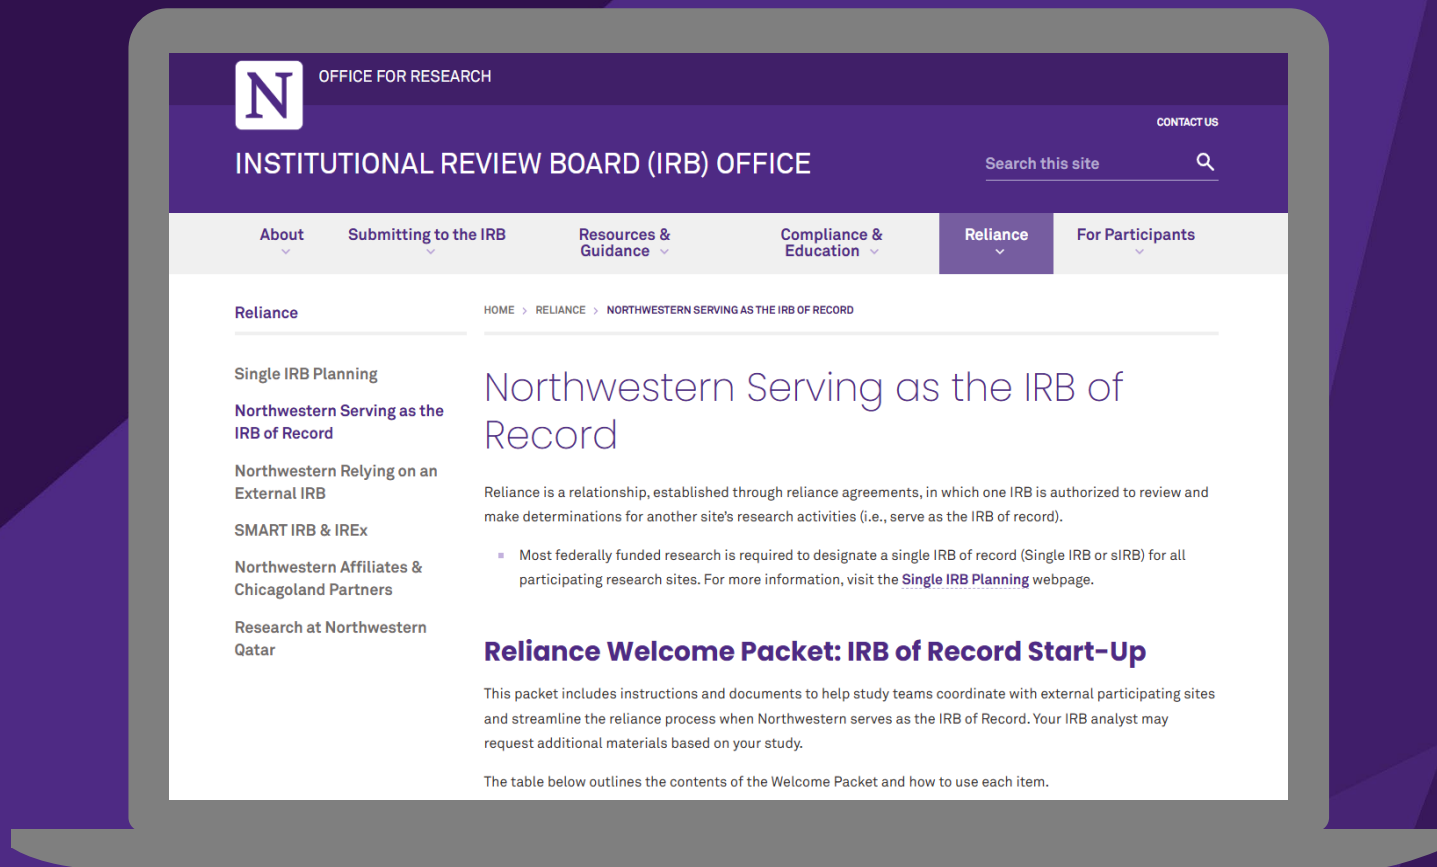 N
OFFICE FOR RESEARCH
CONTACT US
INSTITUTIONAL REVIEW BOARD (IRB) OFFICE
Search this site
About
Submitting to the IRB
Resources &
Guidance
Compliance &
Education
Reliance
For Participants
Reliance
Single IRB Planning
Northwestern Serving as the
IRB of Record
Northwestern Relying on an
External IRB
SMART IRB & IREx
Northwestern Affiliates &
Chicagoland Partners
Research at Northwestern
Qatar
HOME > RELIANCE > NORTHWESTERN SERVING AS THE IRB OF RECORD
Northwestern Serving as the IRB of
Record
Reliance is a relationship, established through reliance agreements, in which one IRB is authorized to review and
make determinations for another site's research activities (i.e., serve as the IRB of record).
Most federally funded research is required to designate a single IRB of record (Single IRB or sIRB) for all
participating research sites. For more information, visit the Single IRB Planning webpage.
Reliance Welcome Packet: IRB of Record Start-Up
This packet includes instructions and documents to help study teams coordinate with external participating sites
and streamline the reliance process when Northwestern serves as the IRB of Record. Your IRB analyst may
request additional materials based on your study.
The table below outlines the contents of the Welcome Packet and how to use each item.